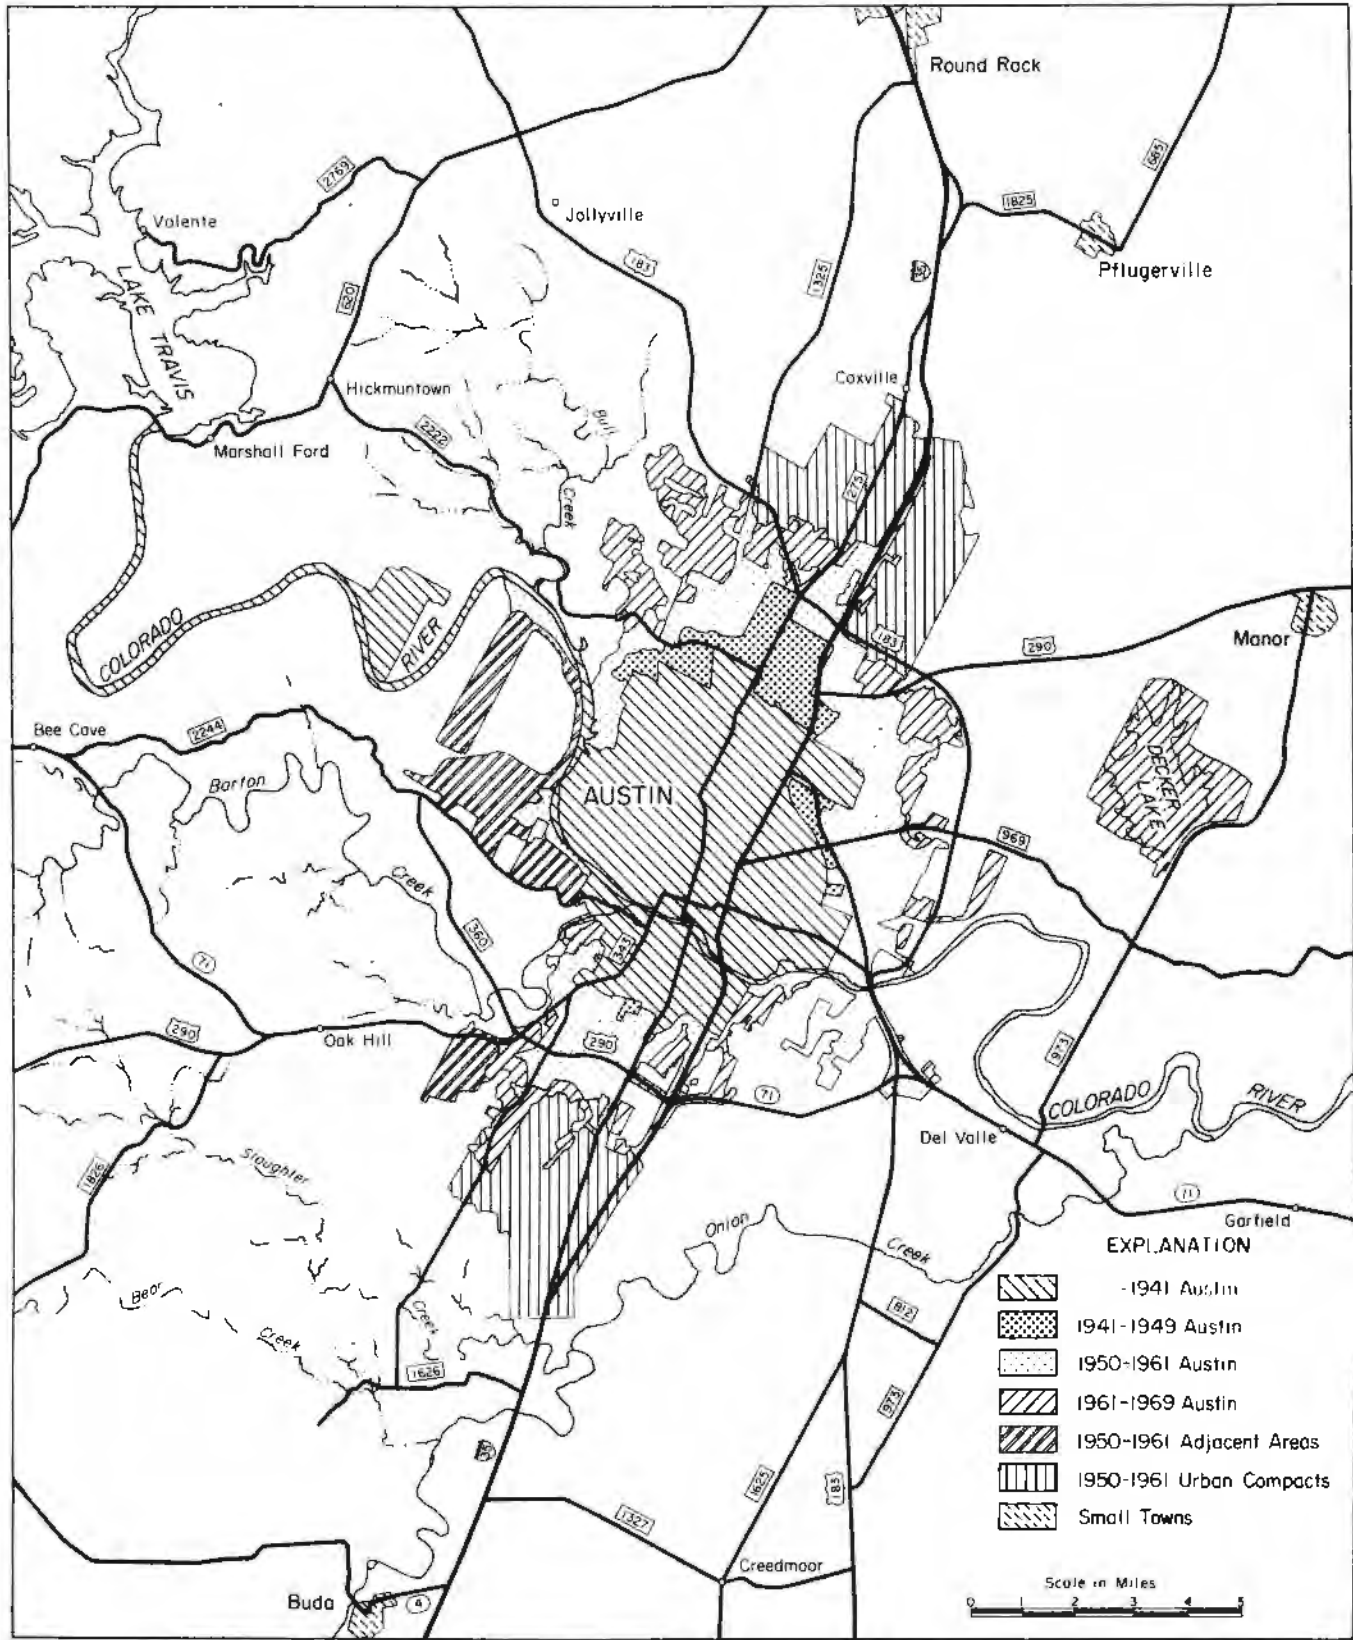 Round Rock
685
2769
1825
Volente
Jollyville
Pflugerville
183
1325
35
LAKE TRAVIS
620
Hickmuntown
Coxville
Bull
2222
Marshall Ford
275
Creek
COLORADO
RIVER
183
290
Manor
Bee Cave
2244
Barton
AUSTIN
DECKER
LAKE
969
Creek
360
343
71
290
Oak Hill
290
71
973
COLORADO
RIVER
Del Valle
Slaughter
1826
71
Garfield
Onion
Creek
EXPLANATION
-1941 Austin
Bear
Creek
Creek
812
1941-1949 Austin
1626
1950-1961 Austin
973
1961-1969 Austin
35
1950-1961 Adjacent Areas
1625
183
1950-1961 Urban Compacts
1327
Small Towns
Creedmoor
Scale in Miles
Buda
4
0 1 2 3 4 5